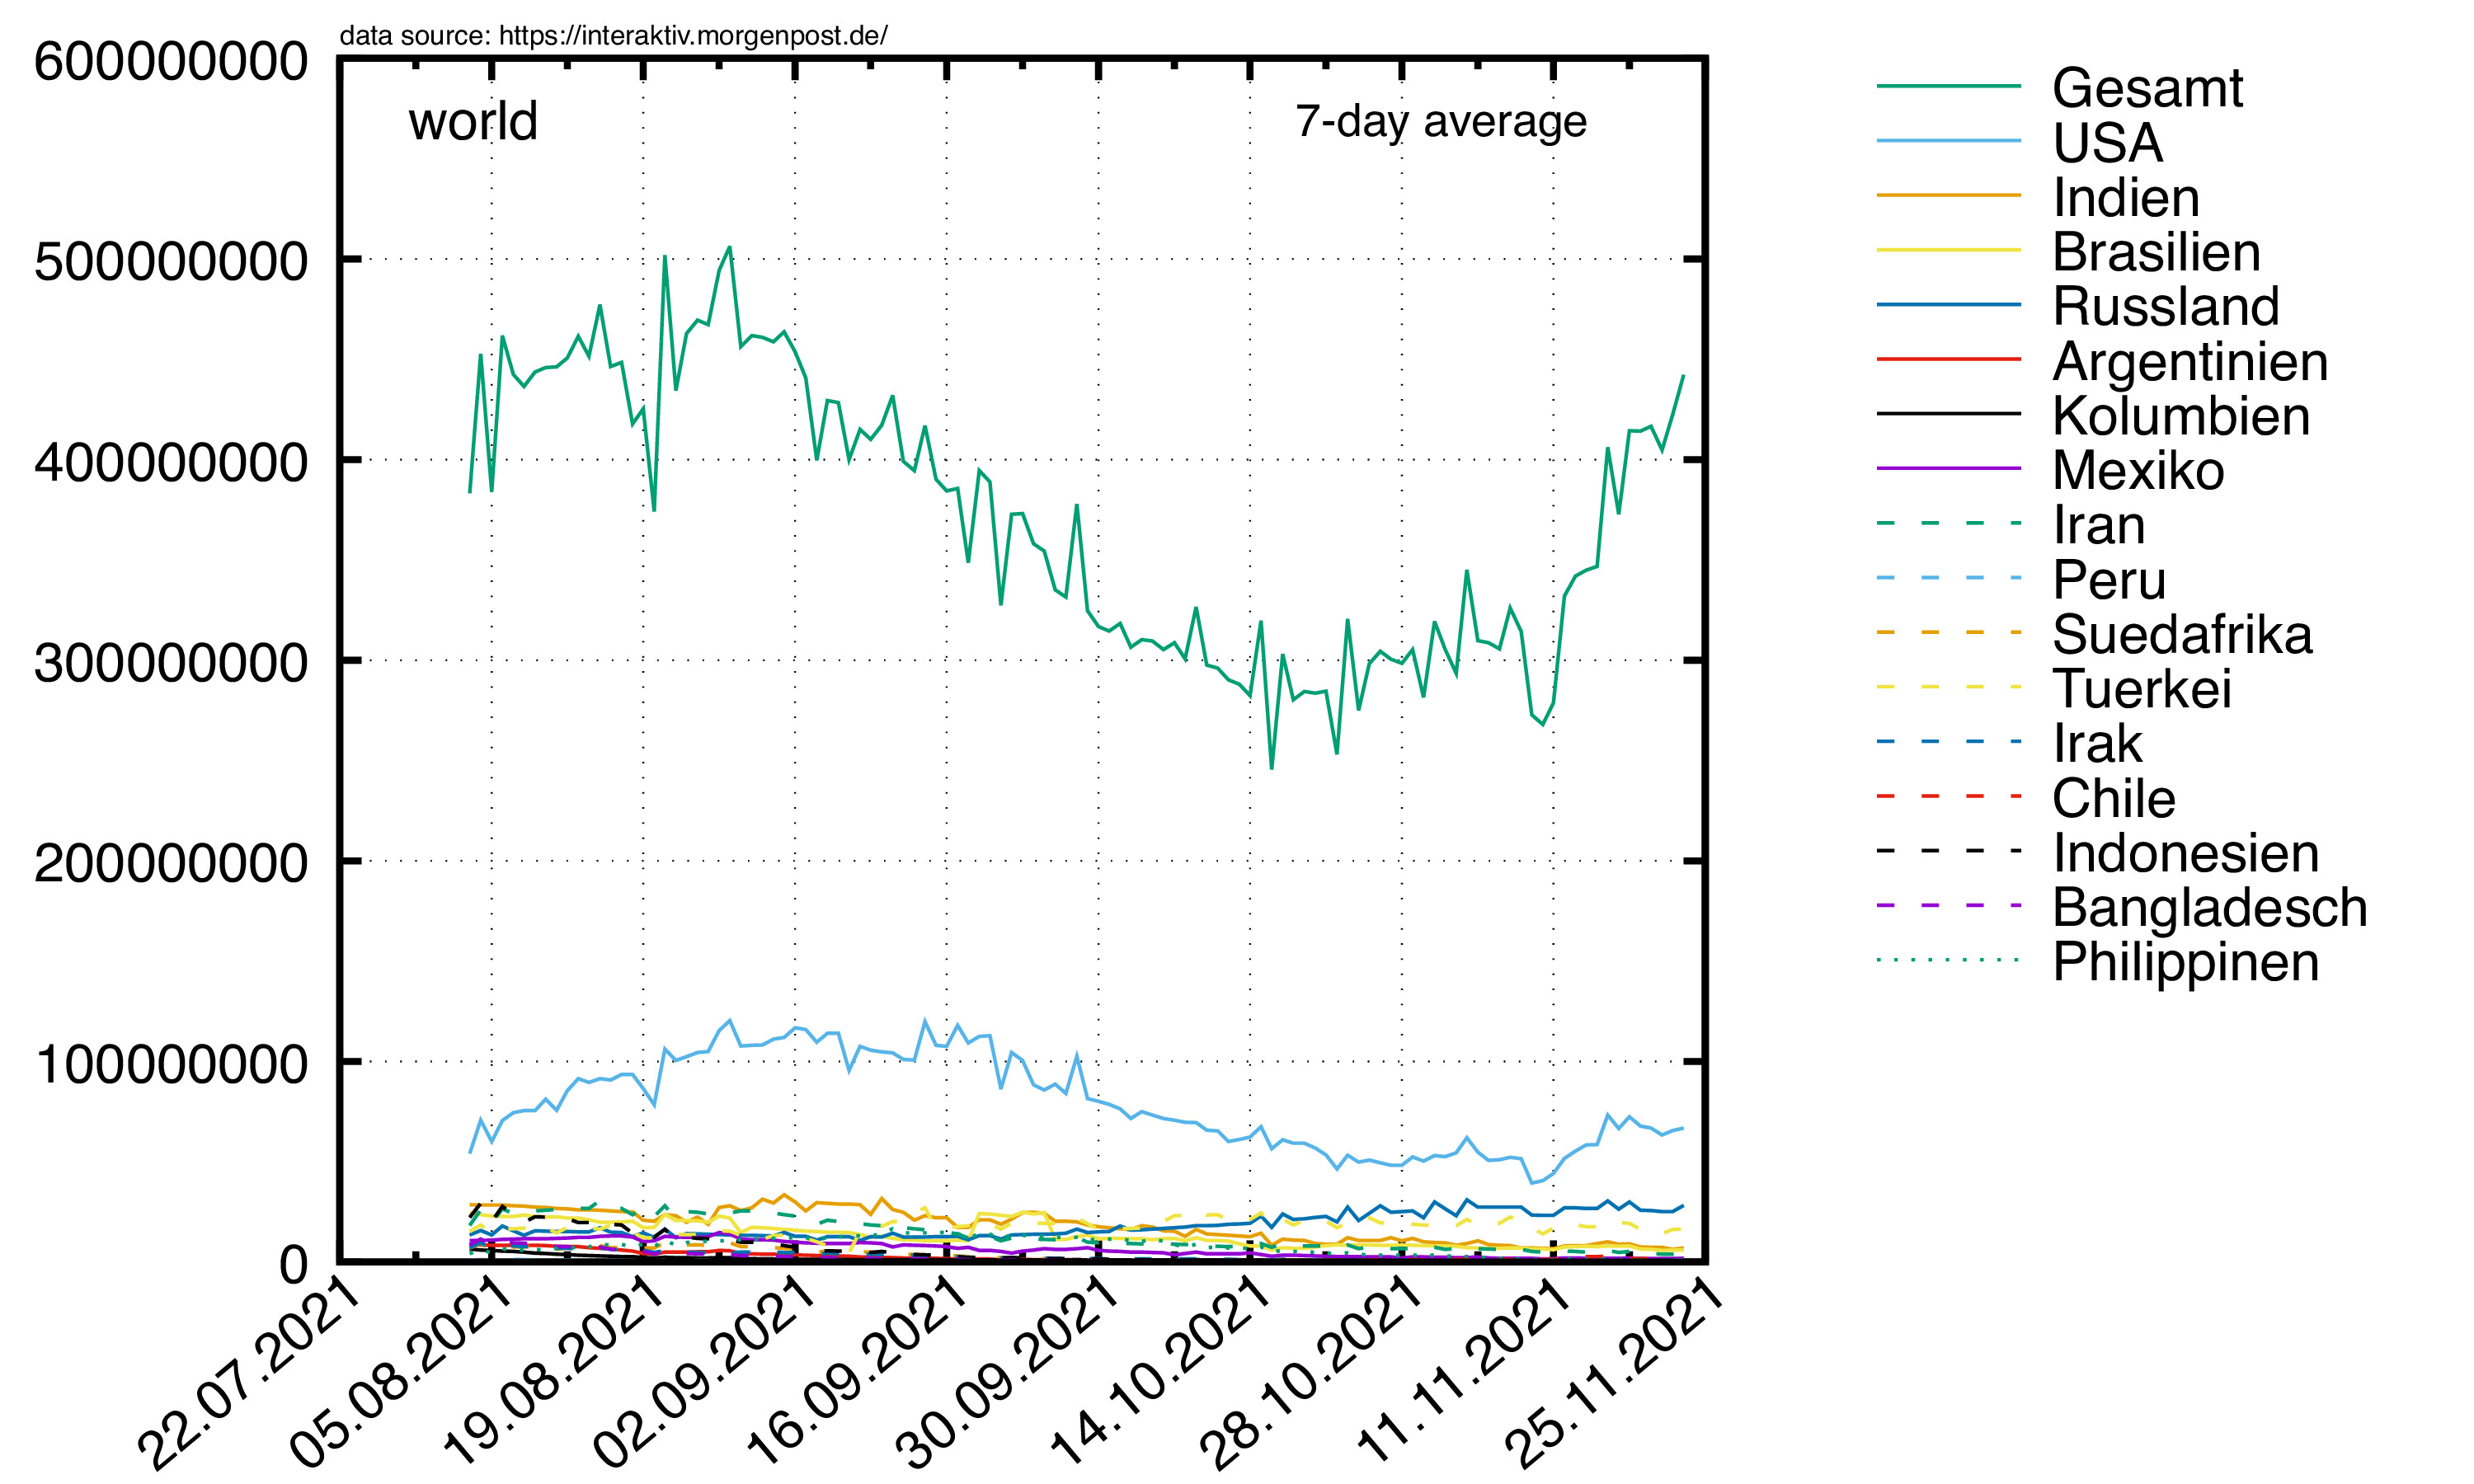 data source: https://interaktiv.morgenpost.de/
world
7-day average
600000000
500000000
400000000
300000000
200000000
100000000
0
22.07.2021
05.08.2021
19.08.2021
02.09.2021
16.09.2021
30.09.2021
14.10.2021
28.10.2021
11.11.2021
25.11.2021
Gesamt
USA
Indien
Brasilien
Russland
Argentinien
Kolumbien
Mexiko
Iran
Peru
Suedafrika
Tuerkei
Irak
Chile
Indonesien
Bangladesch
Philippinen